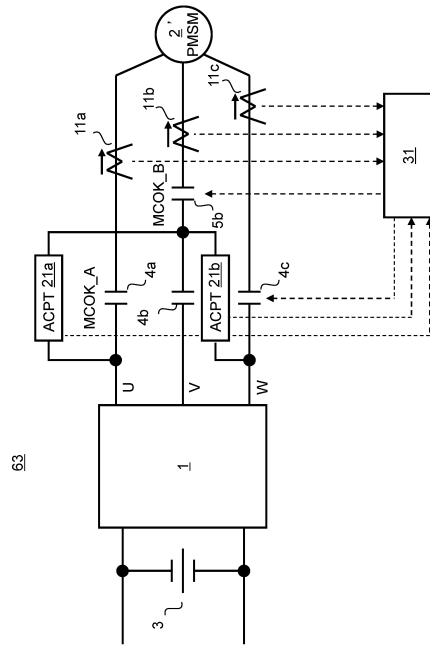 63
3
1
U
V
W
ACPT 21a
MCOK_A
4a
4b
ACPT 21b
4c
MCOK_B
5b
11a
11b
11c
2'
PMSM
31